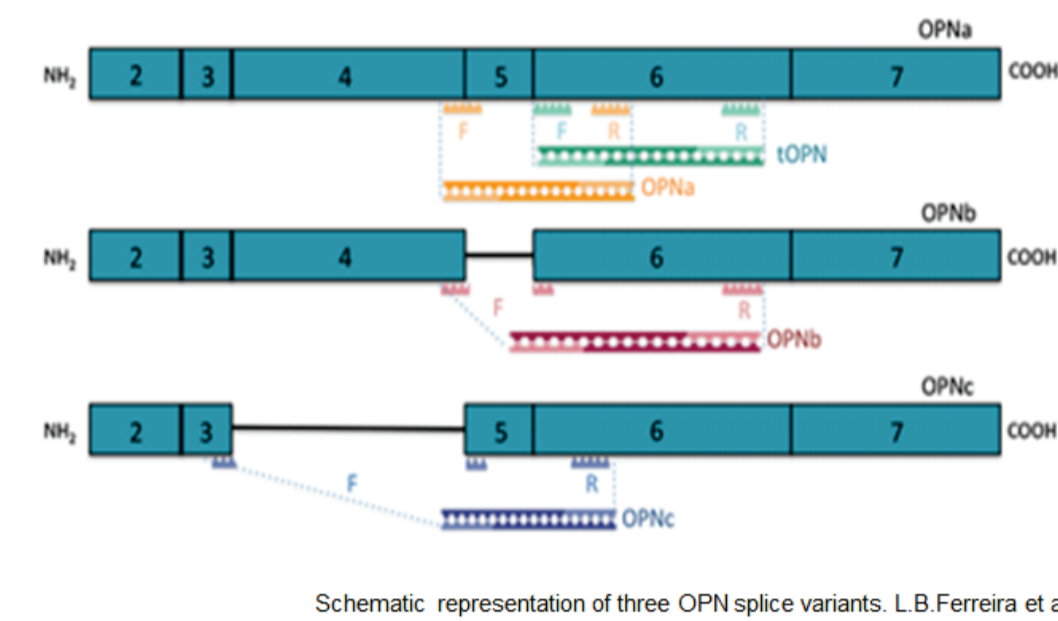 OPNa
NH₂ 2 3 4 5 6 7 COOH
F F R R
tOPN
OPNa
OPNb
NH₂ 2 3 4 6 7 COOH
F R
OPNb
OPNc
NH₂ 2 3 5 6 7 COOH
F R
OPNc
Schematic representation of three OPN splice variants. L.B.Ferreira et a